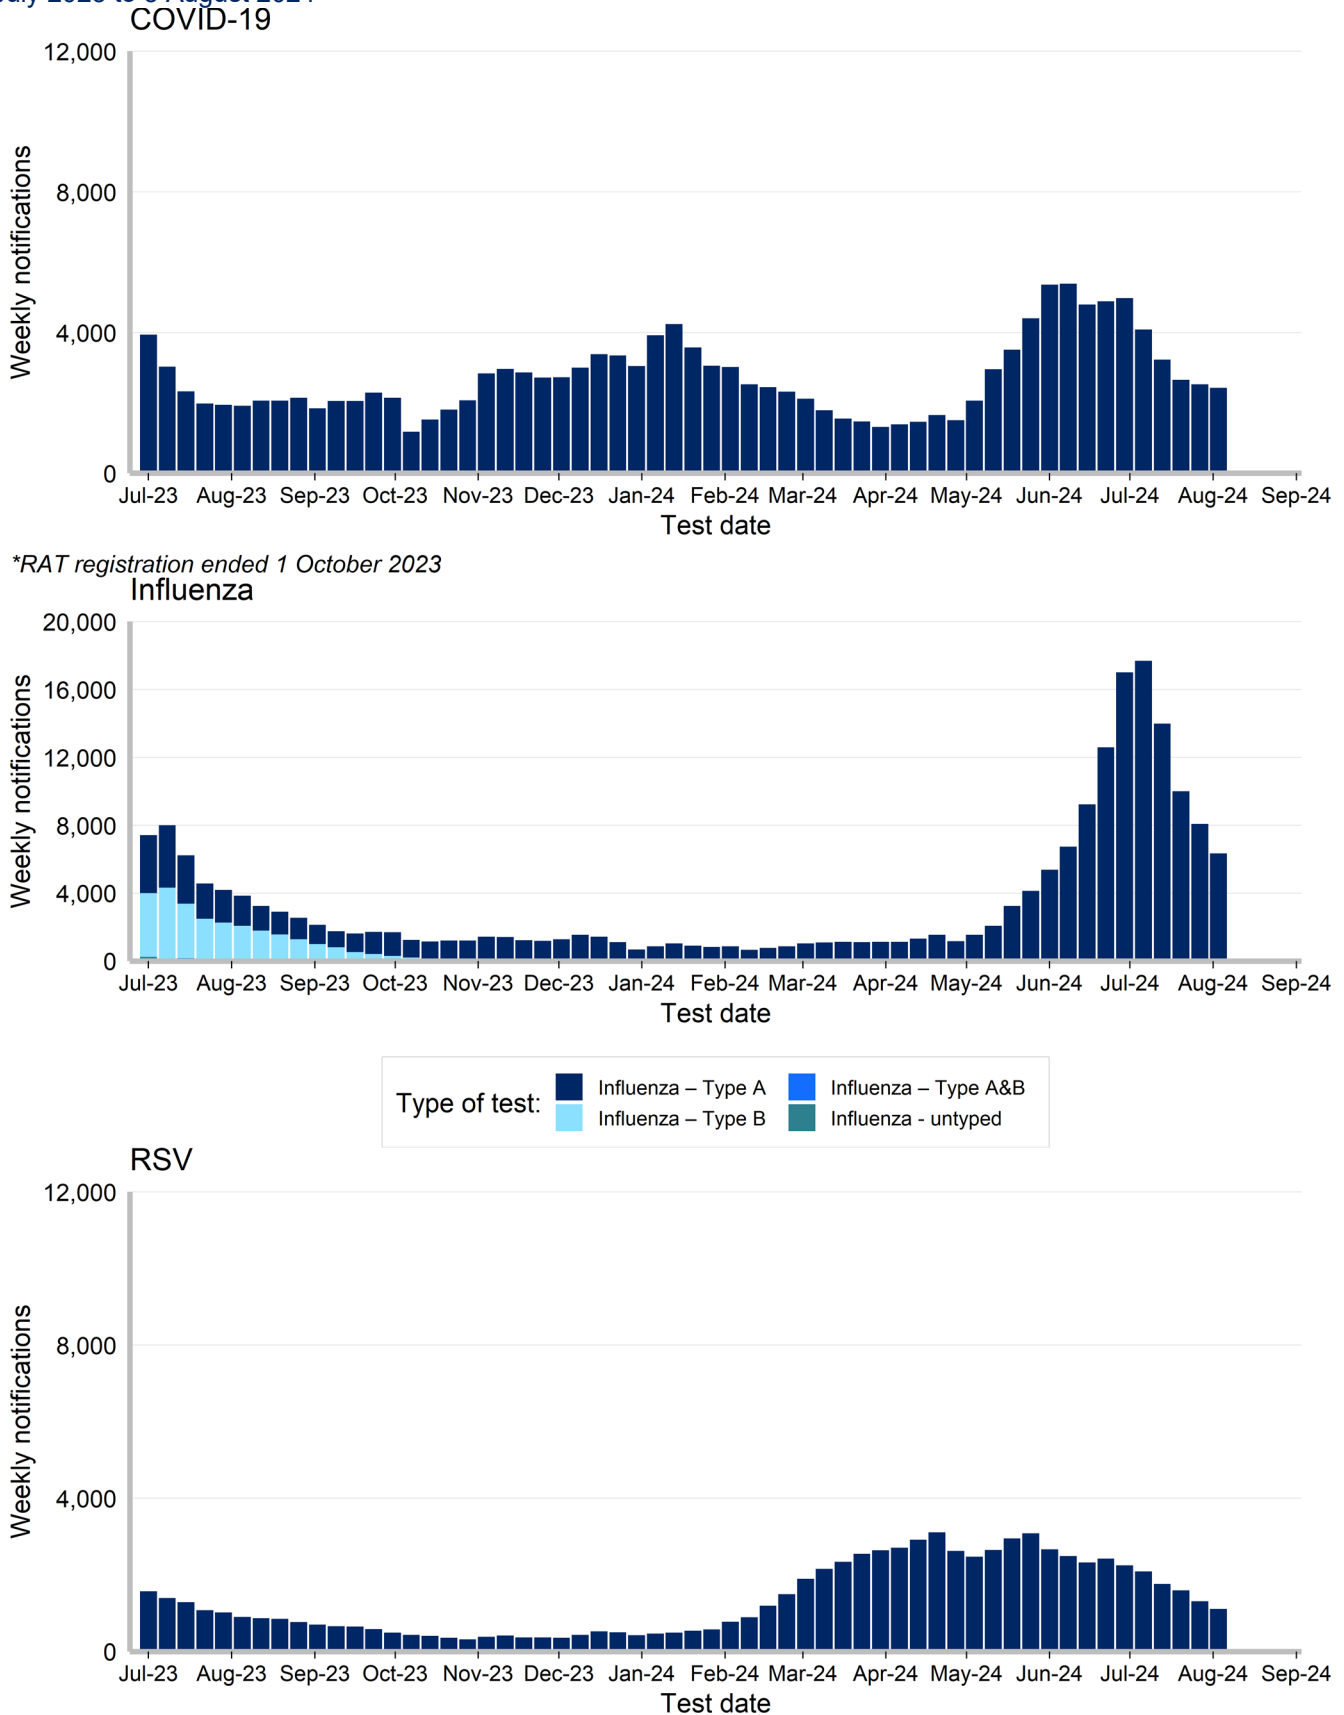 COVID-19
12,000
8,000
4,000
0
Weekly notifications
Jul-23 Aug-23 Sep-23 Oct-23 Nov-23 Dec-23 Jan-24 Feb-24 Mar-24 Apr-24 May-24 Jun-24 Jul-24 Aug-24 Sep-24
Test date
*RAT registration ended 1 October 2023
Influenza
20,000
16,000
12,000
8,000
4,000
0
Weekly notifications
Jul-23 Aug-23 Sep-23 Oct-23 Nov-23 Dec-23 Jan-24 Feb-24 Mar-24 Apr-24 May-24 Jun-24 Jul-24 Aug-24 Sep-24
Test date
Type of test:
Influenza – Type A
Influenza – Type B
Influenza – Type A&B
Influenza - untyped
RSV
12,000
8,000
4,000
0
Weekly notifications
Jul-23 Aug-23 Sep-23 Oct-23 Nov-23 Dec-23 Jan-24 Feb-24 Mar-24 Apr-24 May-24 Jun-24 Jul-24 Aug-24 Sep-24
Test date